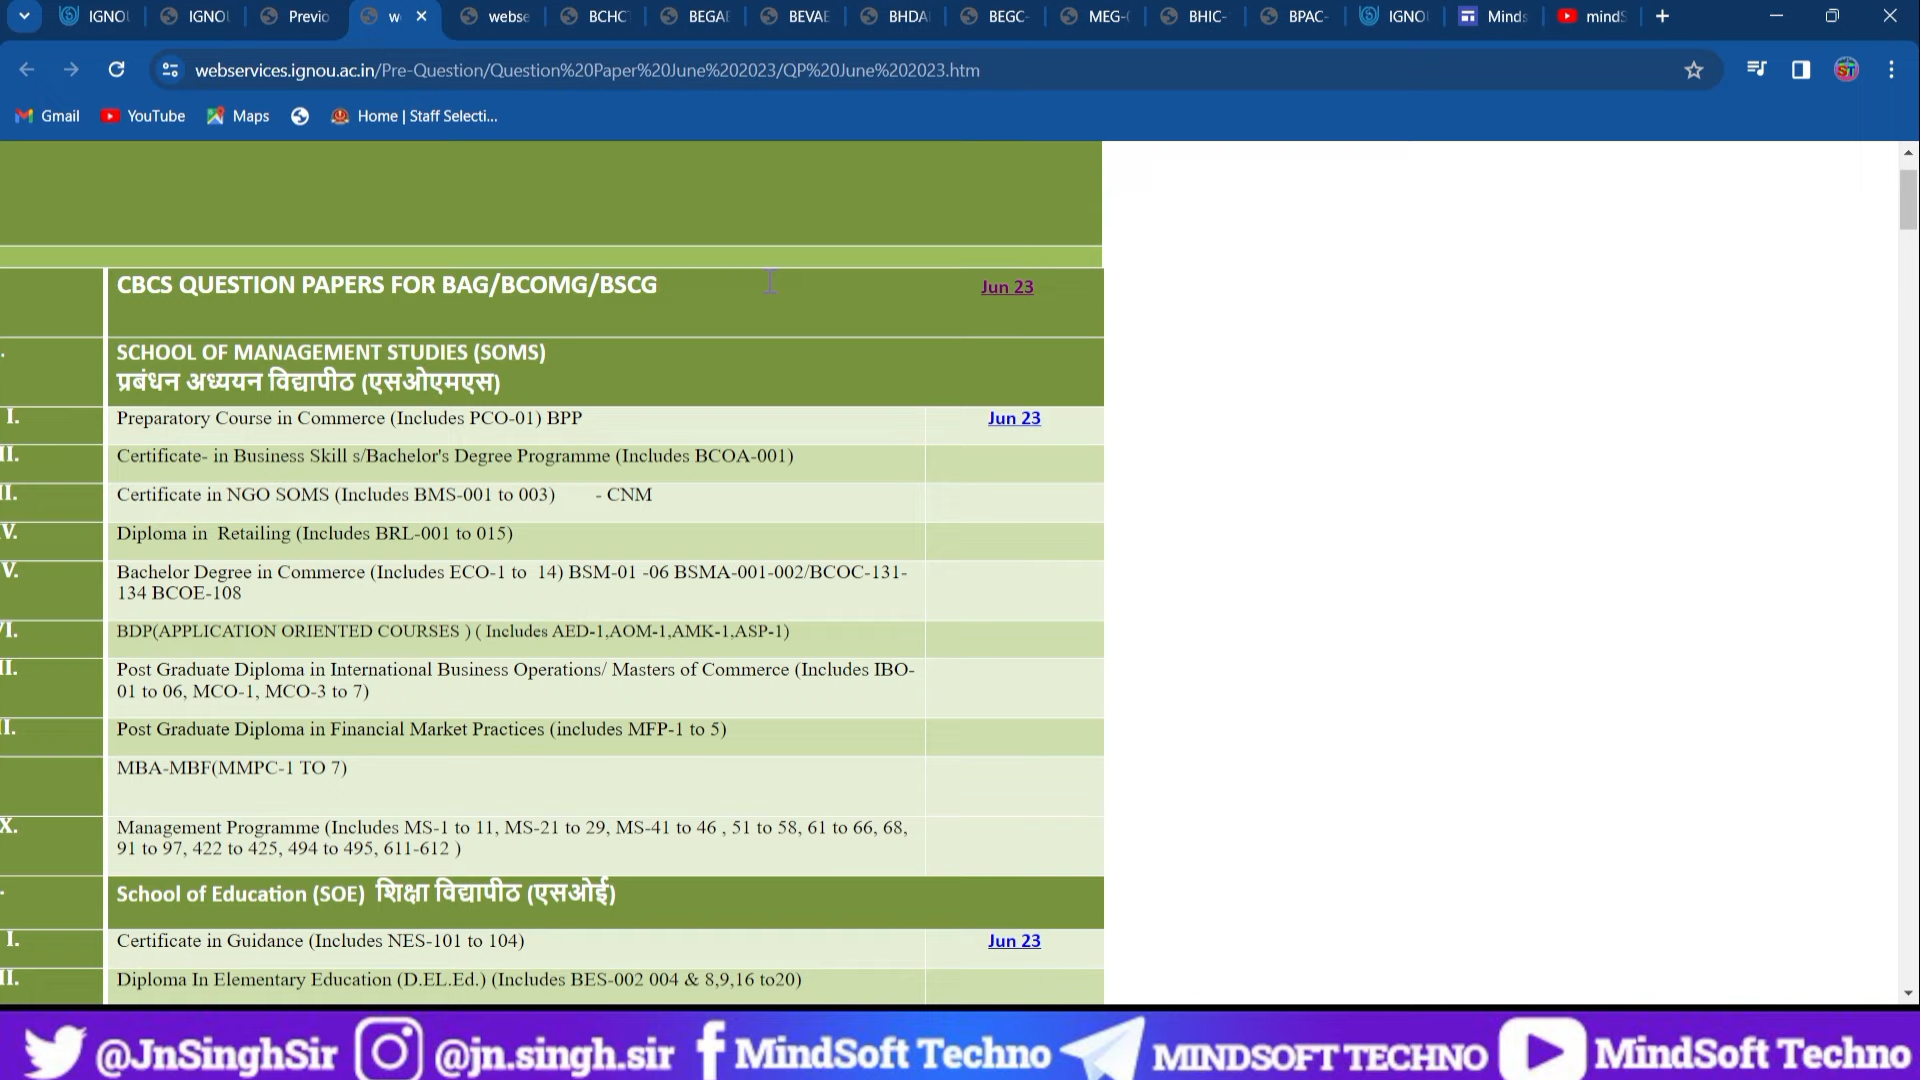 IGNOU
IGNOU
Previo
w
webse
BCHC
BEGAE
BEVAE
BHDA
BEGC-
MEG-
BHIC-
BPAC-
IGNO
Minds
mindS
webservices.ignou.ac.in/Pre-Question/Question%20Paper%20June%202023/QP%20June%202023.htm
Gmail
YouTube
Maps
Home | Staff Selecti...
CBCS QUESTION PAPERS FOR BAG/BCOMG/BSCG
Jun 23
SCHOOL OF MANAGEMENT STUDIES (SOMS)
प्रबंधन अध्ययन विद्यापीठ (एसओएमएस)
I.
Preparatory Course in Commerce (Includes PCO-01) BPP
Jun 23
II.
Certificate- in Business Skill s/Bachelor's Degree Programme (Includes BCOA-001)
II.
Certificate in NGO SOMS (Includes BMS-001 to 003) - CNM
V.
Diploma in Retailing (Includes BRL-001 to 015)
V.
Bachelor Degree in Commerce (Includes ECO-1 to 14) BSM-01 -06 BSMA-001-002/BCOC-131-
134 BCOE-108
I.
BDP(APPLICATION ORIENTED COURSES ) ( Includes AED-1,AOM-1,AMK-1,ASP-1)
II.
Post Graduate Diploma in International Business Operations/ Masters of Commerce (Includes IBO-
01 to 06, MCO-1, MCO-3 to 7)
II.
Post Graduate Diploma in Financial Market Practices (includes MFP-1 to 5)
MBA-MBF(MMPC-1 TO 7)
X.
Management Programme (Includes MS-1 to 11, MS-21 to 29, MS-41 to 46 , 51 to 58, 61 to 66, 68,
91 to 97, 422 to 425, 494 to 495, 611-612 )
School of Education (SOE) शिक्षा विद्यापीठ (एसओई)
I.
Certificate in Guidance (Includes NES-101 to 104)
Jun 23
II.
Diploma In Elementary Education (D.EL.Ed.) (Includes BES-002 004 & 8,9,16 to20)
@JnSinghSir
@jn.singh.sir
MindSoft Techno
MINDSOFT TECHNO
MindSoft Techno